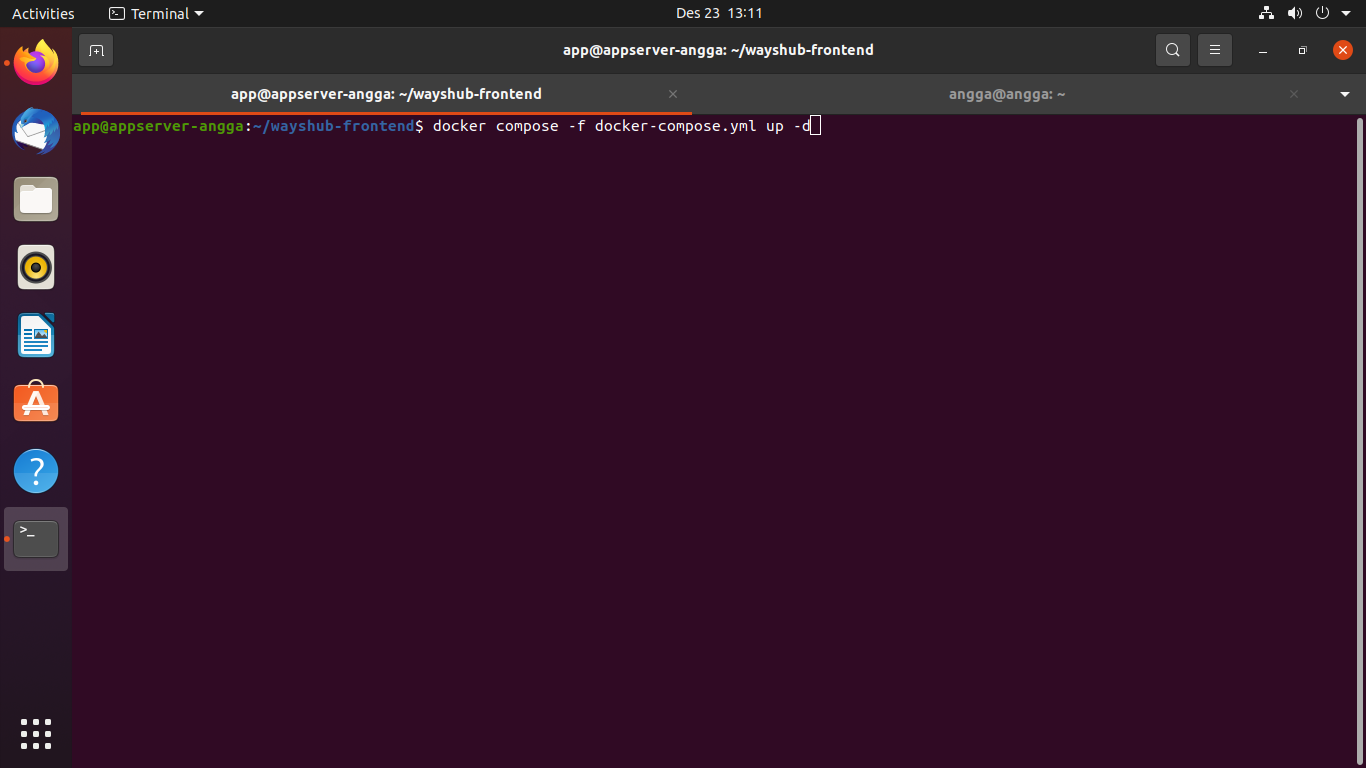 Activities
Terminal
Des 23 13:11
app@appserver-angga: ~/wayshub-frontend
app@appserver-angga: ~/wayshub-frontend
angga@angga: ~
app@appserver-angga:~/wayshub-frontend$ docker compose -f docker-compose.yml up -d